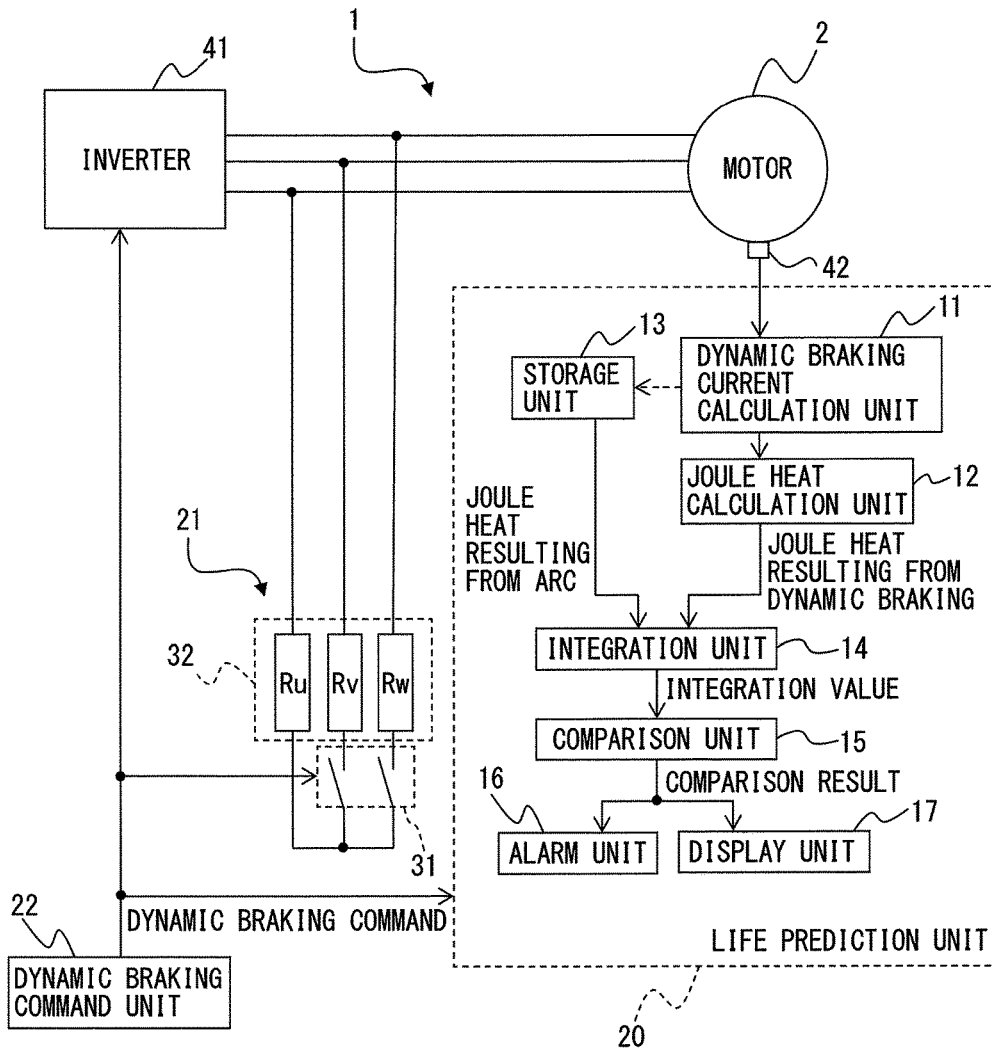 1
2
41
INVERTER
MOTOR
42
11
13
DYNAMIC BRAKING
CURRENT
CALCULATION UNIT
STORAGE
UNIT
JOULE HEAT
CALCULATION UNIT
12
JOULE
HEAT
RESULTING
FROM ARC
JOULE HEAT
RESULTING FROM
DYNAMIC BRAKING
21
32
Ru
Rv
Rw
INTEGRATION UNIT
14
INTEGRATION VALUE
COMPARISON UNIT
15
COMPARISON RESULT
16
17
ALARM UNIT
DISPLAY UNIT
31
22
DYNAMIC BRAKING COMMAND
LIFE PREDICTION UNIT
DYNAMIC BRAKING
COMMAND UNIT
20